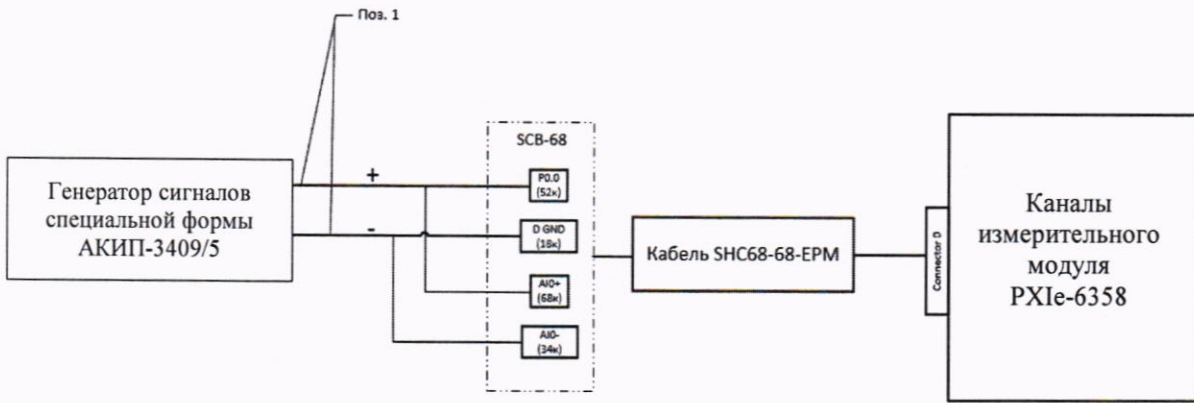 Поз. 1
Генератор сигналов
специальной формы
АКИП-3409/5
+
-
SCB-68
P0.0
(52к)
D GND
(18к)
AI0+
(68к)
AI0-
(34к)
Кабель SHC68-68-EPM
Connector D
Каналы
измерительного
модуля
PXIe-6358